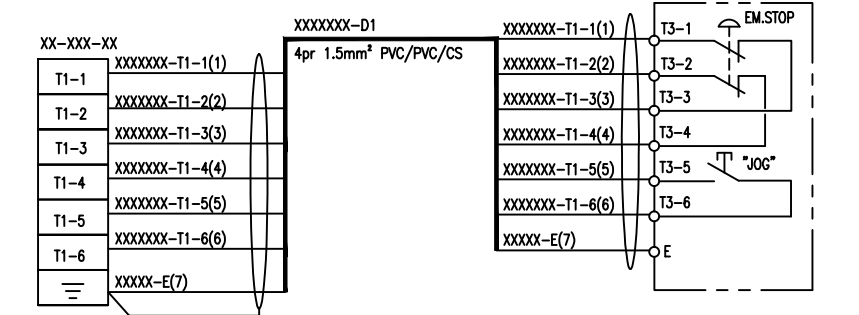 XX-XXX-XX
T1-1
T1-2
T1-3
T1-4
T1-5
T1-6
XXXXXXX-T1-1(1)
XXXXXXX-T1-2(2)
XXXXXXX-T1-3(3)
XXXXXXX-T1-4(4)
XXXXXXX-T1-5(5)
XXXXXXX-T1-6(6)
XXXXX-E(7)
XXXXXXX-D1
4pr 1.5mm² PVC/PVC/CS
XXXXXXX-T1-1(1)
XXXXXXX-T1-2(2)
XXXXXXX-T1-3(3)
XXXXXXX-T1-4(4)
XXXXXXX-T1-5(5)
XXXXXXX-T1-6(6)
XXXXX-E(7)
EM.STOP
T3-1
T3-2
T3-3
T3-4
T3-5
"JOG"
T3-6
E